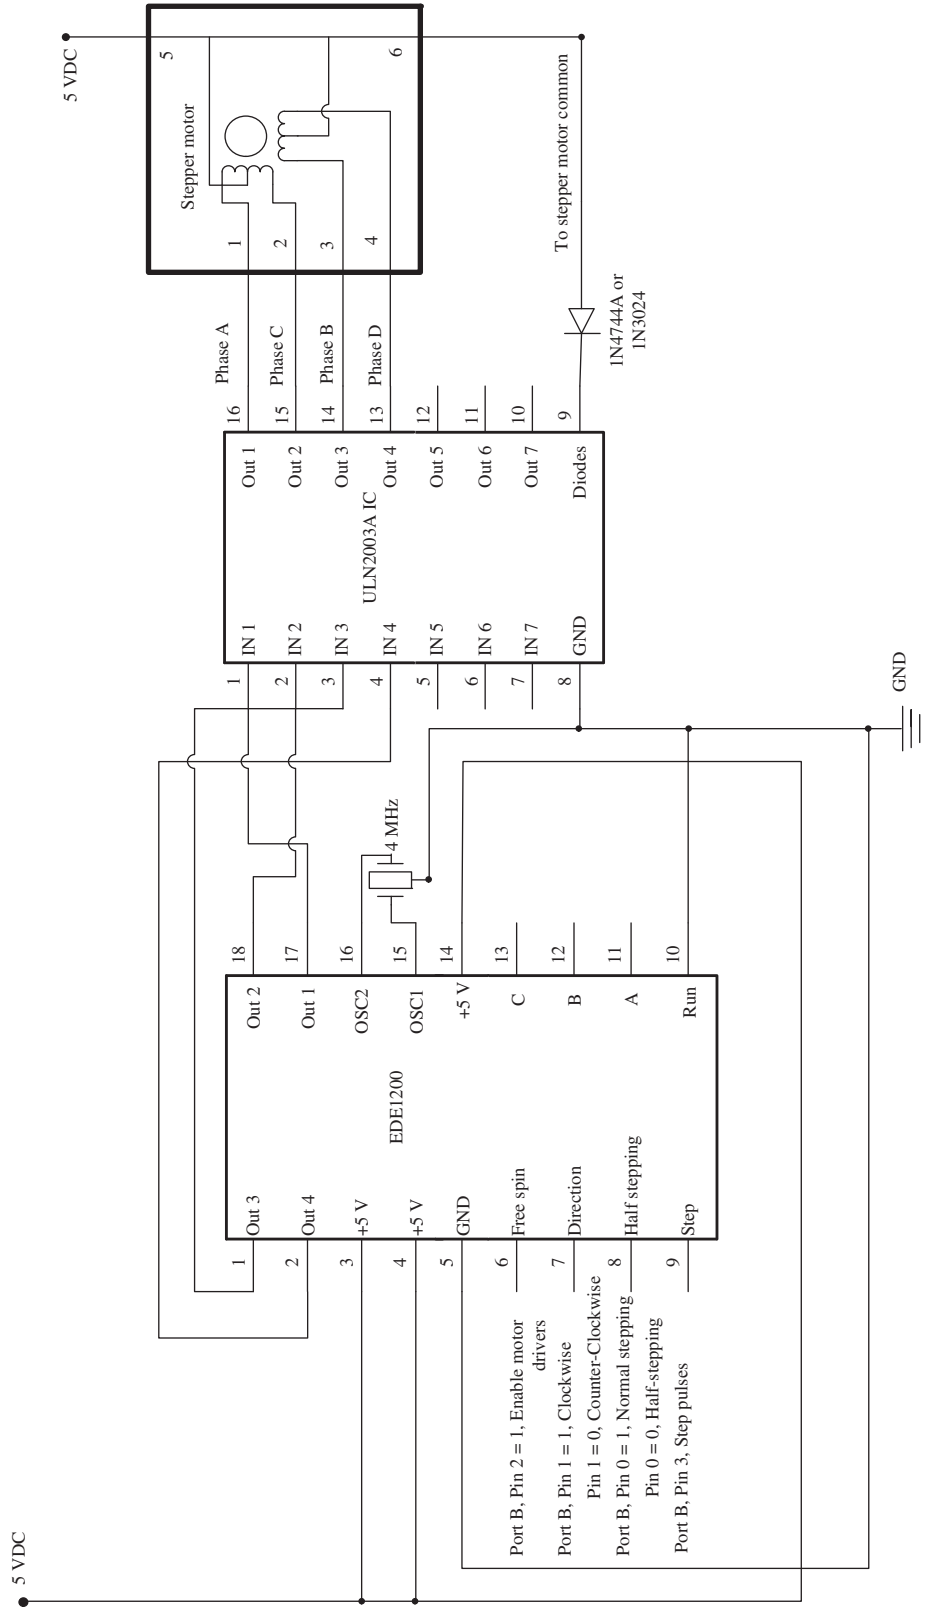 5 VDC
Out 3
Out 4
+5 V
+5 V
GND
Free spin
Direction
Half stepping
Step
1
2
3
4
5
6
7
8
9
Port B, Pin 2 = 1, Enable motor
drivers
Port B, Pin 1 = 1, Clockwise
Pin 1 = 0, Counter-Clockwise
Port B, Pin 0 = 1, Normal stepping
Pin 0 = 0, Half-stepping
Port B, Pin 3, Step pulses
EDE1200
Out 2
Out 1
OSC2
OSC1
+5 V
C
B
A
Run
18
17
16
15
14
13
12
11
10
4 MHz
GND
1
2
3
4
5
6
7
8
IN 1
IN 2
IN 3
IN 4
IN 5
IN 6
IN 7
GND
ULN2003A IC
Out 1
Out 2
Out 3
Out 4
Out 5
Out 6
Out 7
Diodes
16
15
14
13
12
11
10
9
Phase A
Phase C
Phase B
Phase D
1N4744A or
1N3024
To stepper motor common
1
2
3
4
Stepper motor
5
6
5 VDC